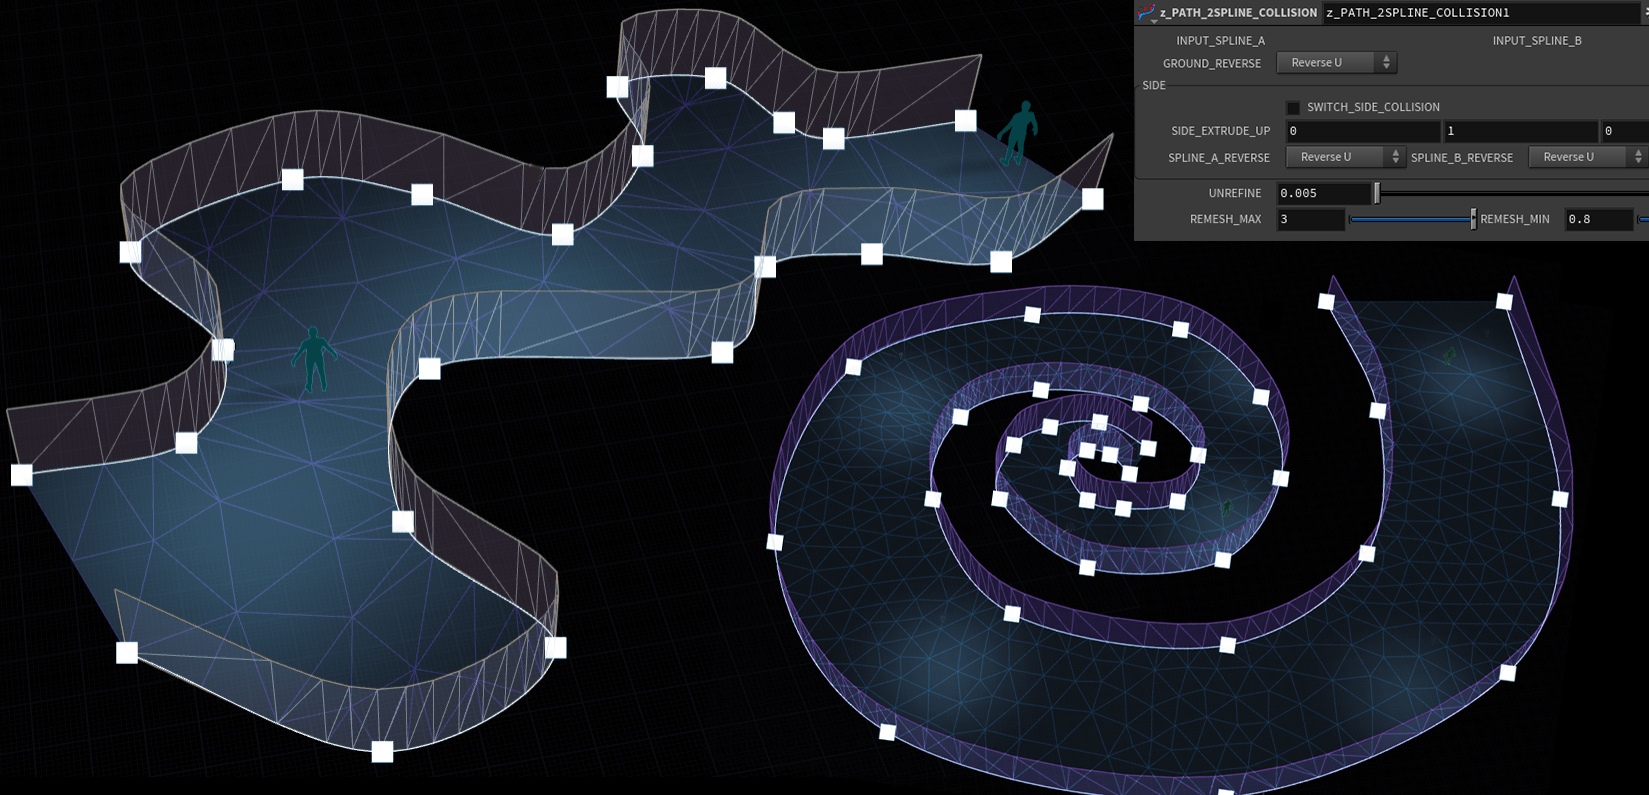 z_PATH_2SPLINE_COLLISION z_PATH_2SPLINE_COLLISION1
INPUT_SPLINE_A INPUT_SPLINE_B
GROUND_REVERSE Reverse U
SIDE
SWITCH_SIDE_COLLISION
SIDE_EXTRUDE_UP 0 1 0
SPLINE_A_REVERSE Reverse U SPLINE_B_REVERSE Reverse U
UNREFINE 0.005
REMESH_MAX 3 REMESH_MIN 0.8